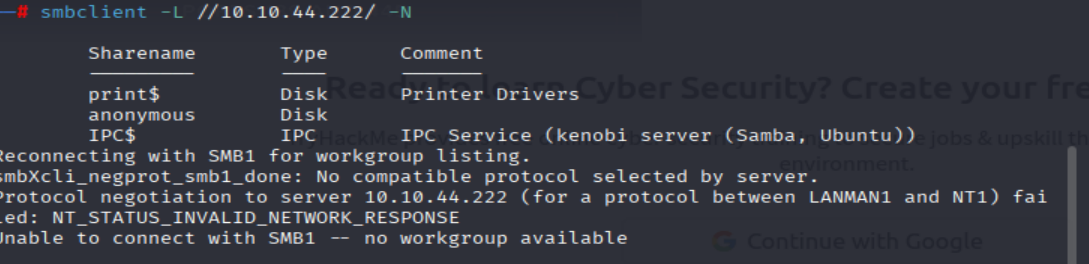 —# smbclient -L //10.10.44.222/ -N
Sharename Type Comment
print$ Disk Printer Drivers
anonymous Disk
IPC$ IPC IPC Service (kenobi server (Samba, Ubuntu))
Reconnecting with SMB1 for workgroup listing.
smbXcli_negprot_smb1_done: No compatible protocol selected by server.
Protocol negotiation to server 10.10.44.222 (for a protocol between LANMAN1 and NT1) fai
led: NT_STATUS_INVALID_NETWORK_RESPONSE
Unable to connect with SMB1 -- no workgroup available
Ready to learn Cyber Security? Create your fre
jobs & upskill th
environment.
Continue with Google